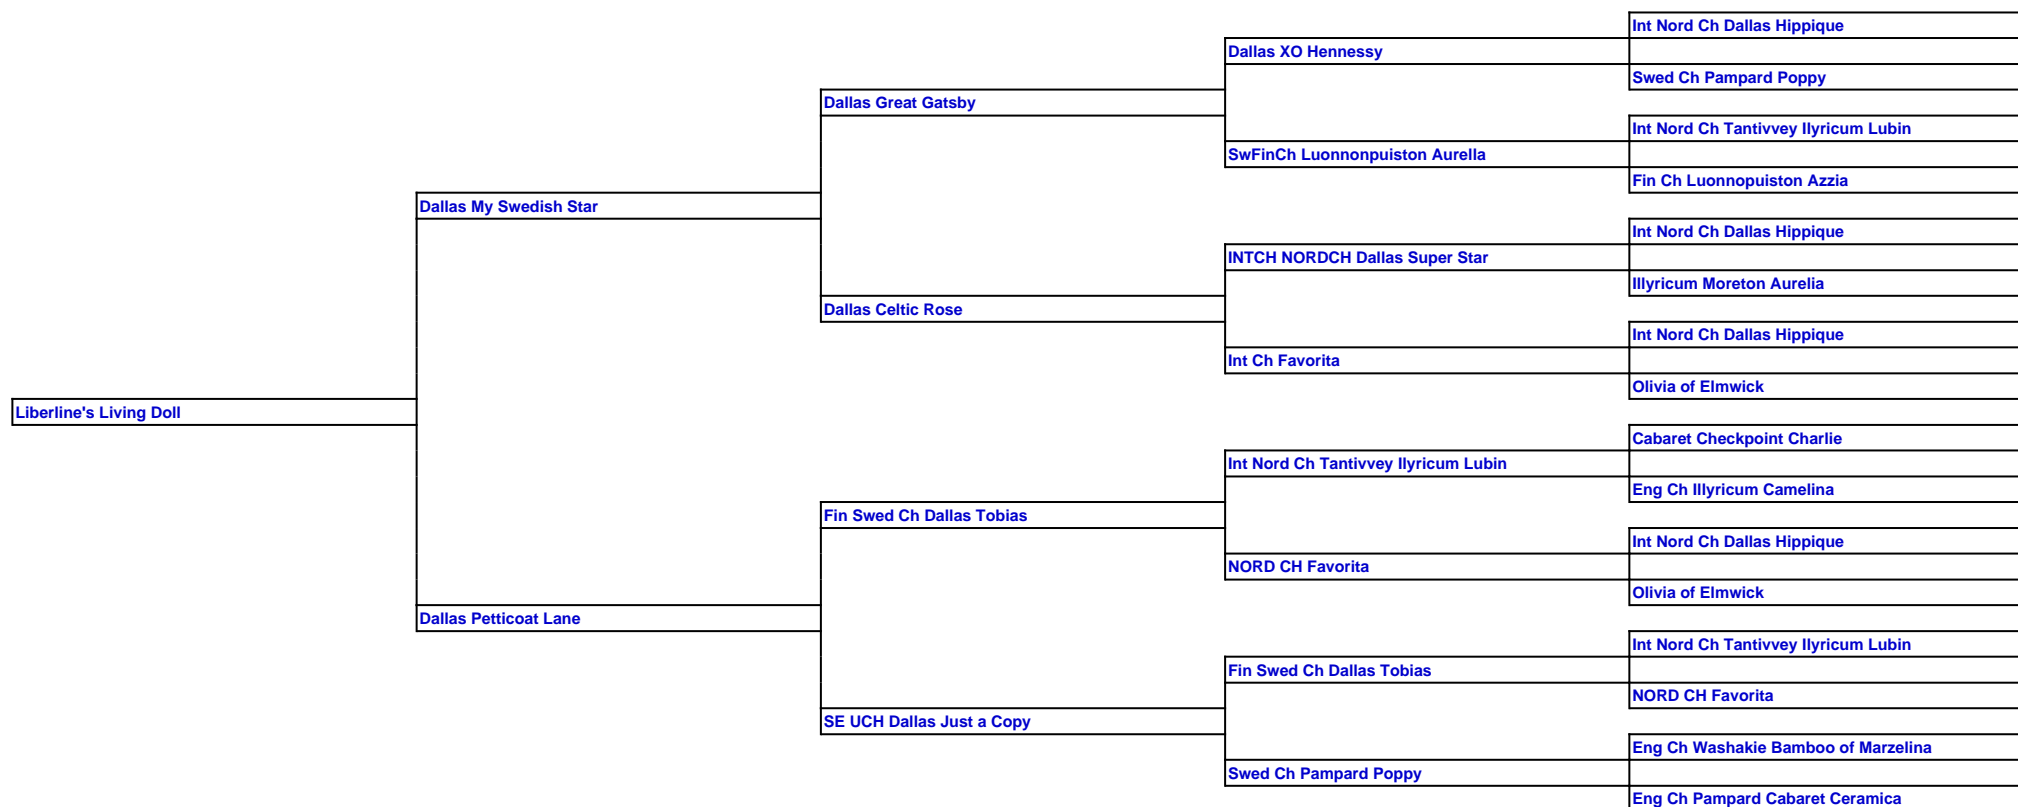 Int Nord Ch Dallas Hippique
Dallas XO Hennessy
Swed Ch Pampard Poppy
Dallas Great Gatsby
Int Nord Ch Tantivvey Ilyricum Lubin
SwFinCh Luonnonpuiston Aurella
Fin Ch Luonnopuiston Azzia
Dallas My Swedish Star
Int Nord Ch Dallas Hippique
INTCH NORDCH Dallas Super Star
Illyricum Moreton Aurelia
Dallas Celtic Rose
Int Nord Ch Dallas Hippique
Int Ch Favorita
Olivia of Elmwick
Liberline's Living Doll
Cabaret Checkpoint Charlie
Int Nord Ch Tantivvey Ilyricum Lubin
Eng Ch Illyricum Camelina
Fin Swed Ch Dallas Tobias
Int Nord Ch Dallas Hippique
NORD CH Favorita
Olivia of Elmwick
Dallas Petticoat Lane
Int Nord Ch Tantivvey Ilyricum Lubin
Fin Swed Ch Dallas Tobias
NORD CH Favorita
SE UCH Dallas Just a Copy
Eng Ch Washakie Bamboo of Marzelina
Swed Ch Pampard Poppy
Eng Ch Pampard Cabaret Ceramica